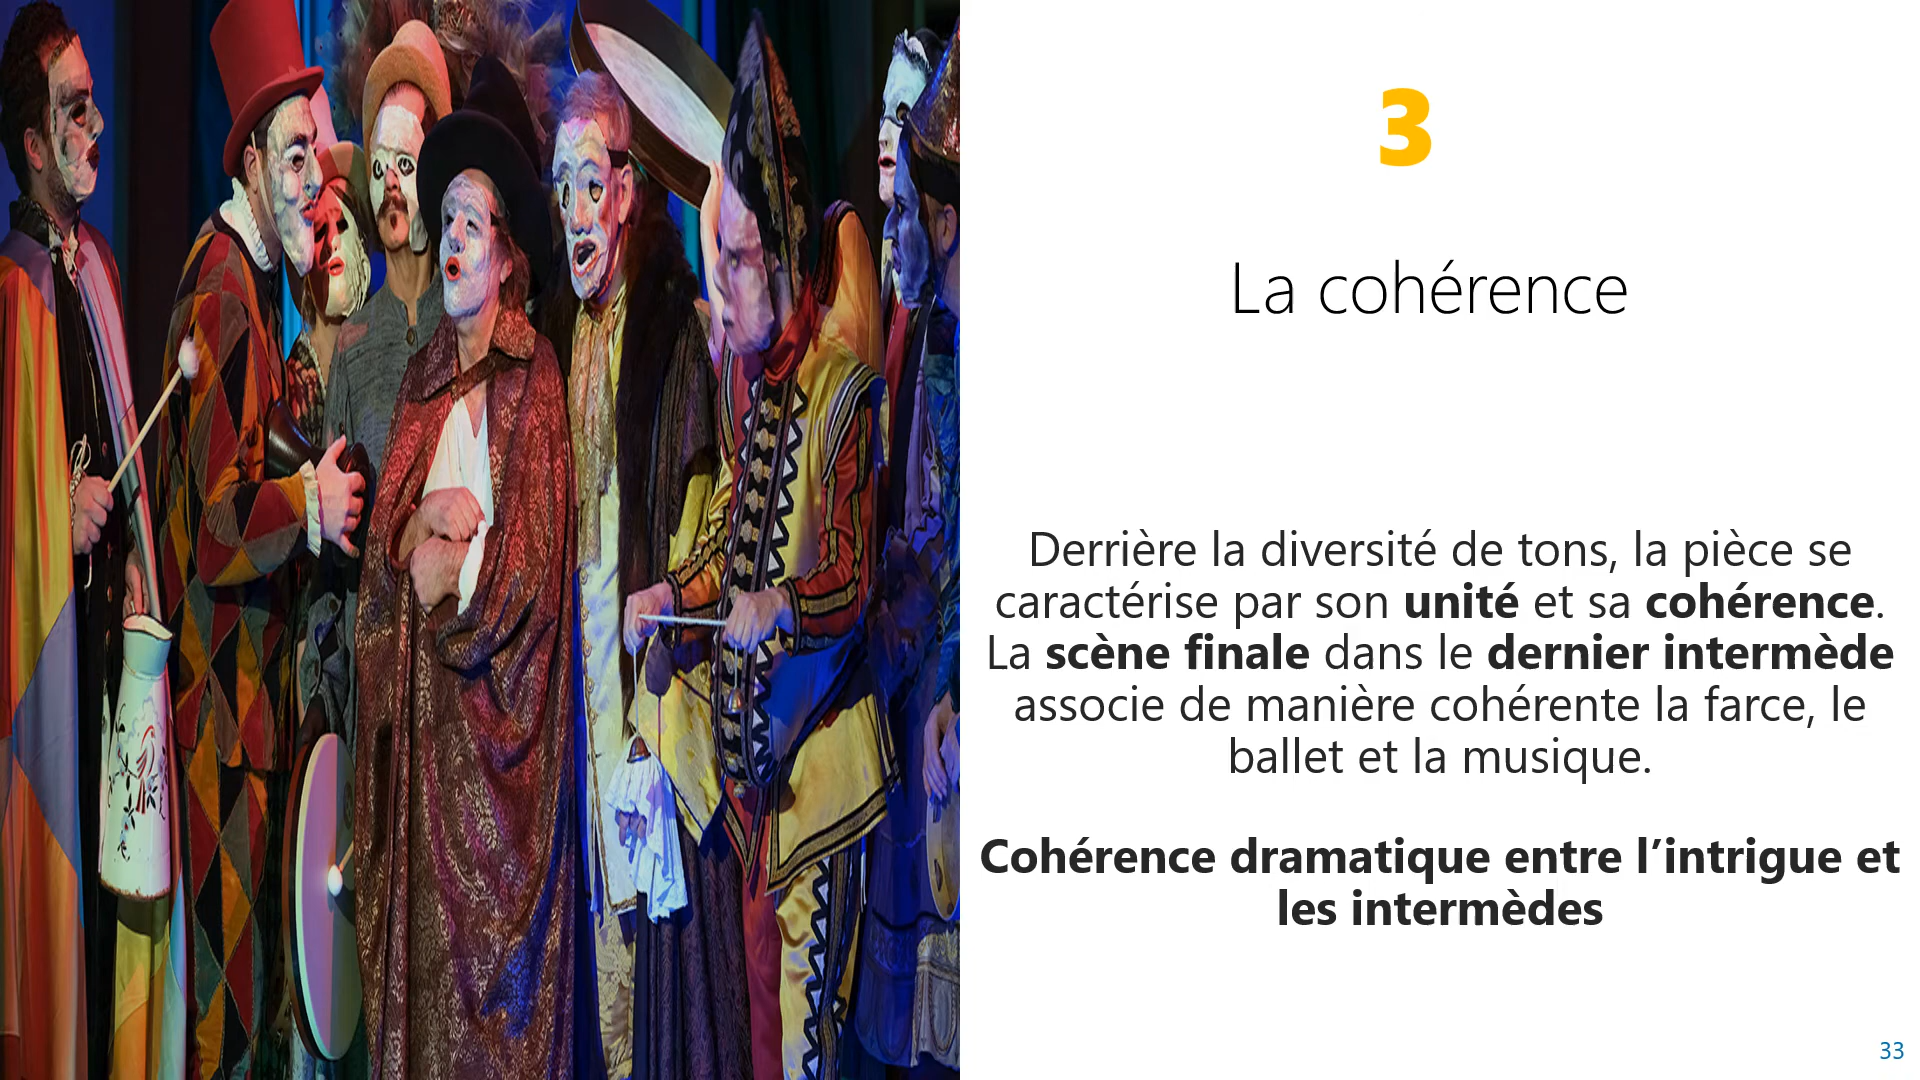 3
La cohérence
Derrière la diversité de tons, la pièce se
caractérise par son unité et sa cohérence.
La scène finale dans le dernier intermède
associe de manière cohérente la farce, le
ballet et la musique.
Cohérence dramatique entre l’intrigue et
les intermèdes
33